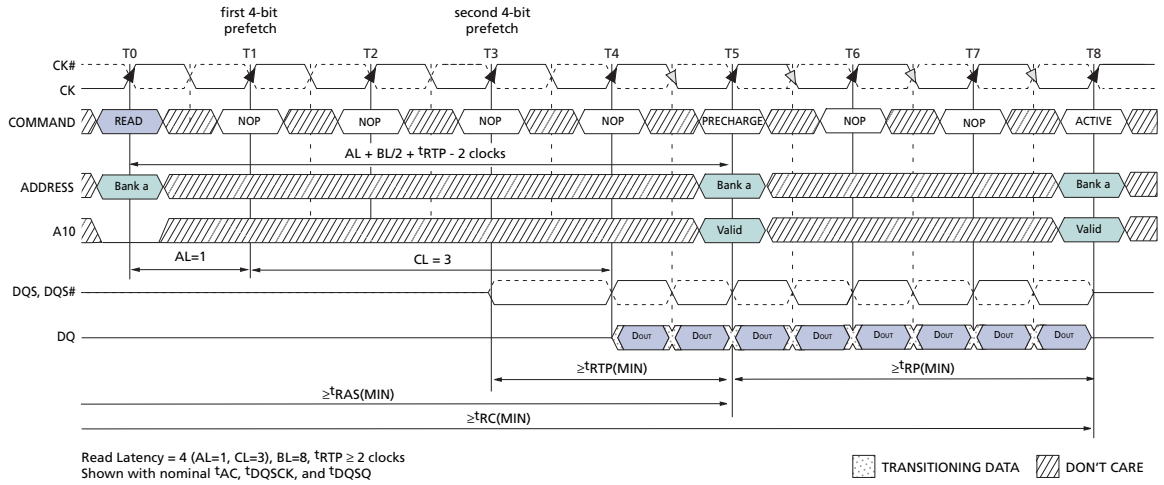 first 4-bit prefetch
second 4-bit prefetch
T0 T1 T2 T3 T4 T5 T6 T7 T8
CK#
CK
COMMAND READ NOP NOP NOP NOP PRECHARGE NOP NOP ACTIVE
AL + BL/2 + tRTP - 2 clocks
ADDRESS Bank a Bank a Bank a
A10 Valid Valid
AL=1 CL = 3
DQS, DQS#
DQ DOUT DOUT DOUT DOUT DOUT DOUT DOUT DOUT
≥tRTP(MIN) ≥tRP(MIN)
≥tRAS(MIN)
≥tRC(MIN)
Read Latency = 4 (AL=1, CL=3), BL=8, tRTP ≥ 2 clocks
Shown with nominal tAC, tDQSCK, and tDQSQ
TRANSITIONING DATA DON'T CARE